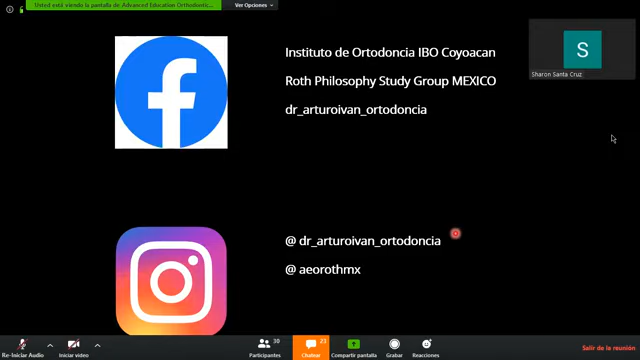 Usted está viendo la pantalla de Advanced Education Orthodontic...
Ver Opciones
Instituto de Ortodoncia IBO Coyoacan
Roth Philosophy Study Group MEXICO
dr_arturoivan_ortodoncia
S
Sharon Santa Cruz
@ dr_arturoivan_ortodoncia
@ aeorothmx
Re-Iniciar Audio
Iniciar video
30
Participantes
23
Chatear
Compartir pantalla
Grabar
Reacciones
Salir de la reunión